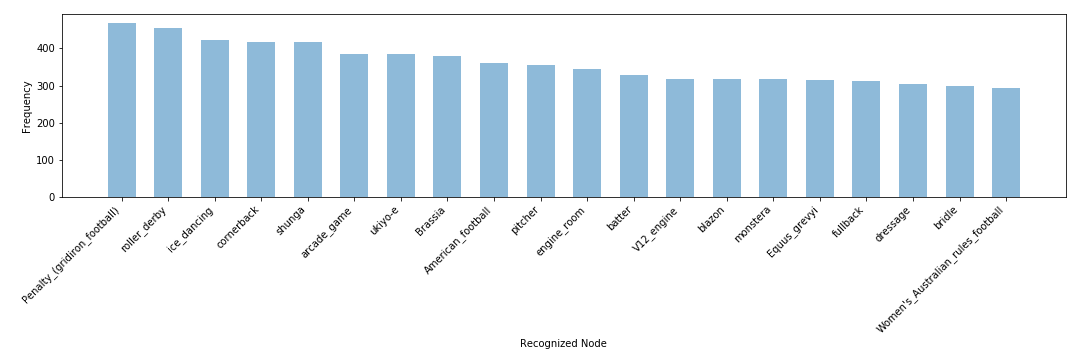 400
300
200
100
0
Frequency
Penalty_(gridiron_football)
roller_derby
ice_dancing
cornerback
shunga
arcade_game
ukiyo-e
Brassia
American_football
pitcher
engine_room
batter
V12_engine
blazon
monstera
Equus_grevyi
fullback
dressage
bridle
Women's_Australian_rules_football
Recognized Node